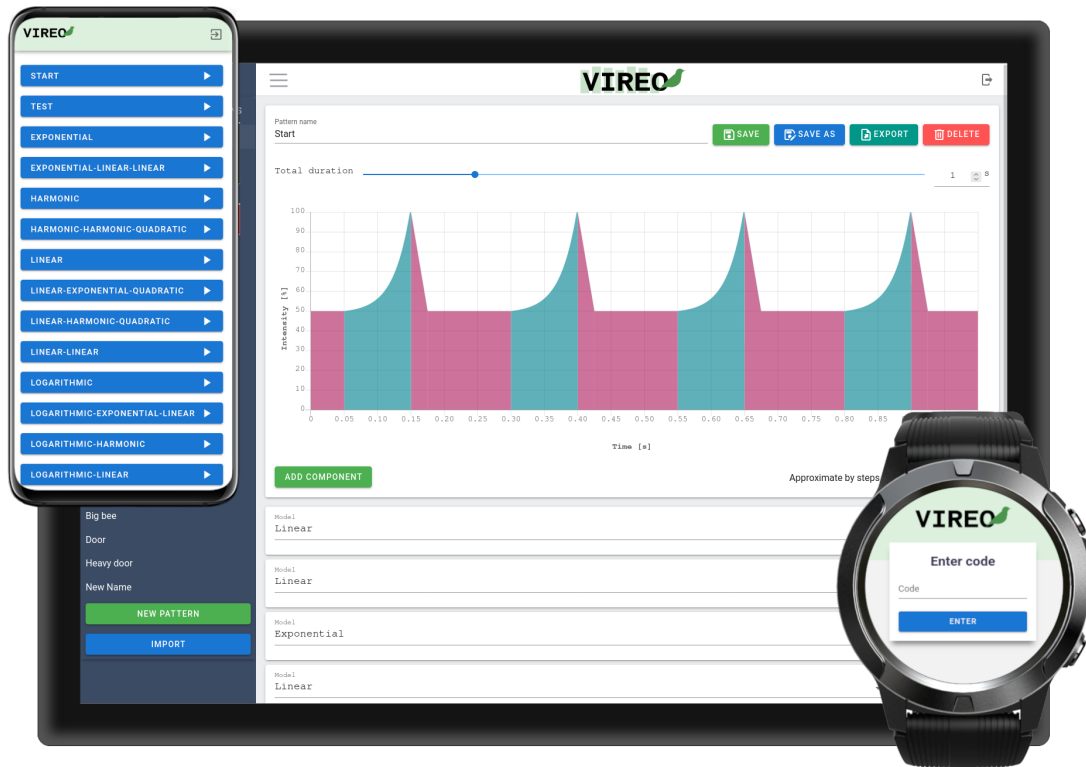 VIREO
START
TEST
EXPONENTIAL
EXPONENTIAL-LINEAR-LINEAR
HARMONIC
HARMONIC-HARMONIC-QUADRATIC
LINEAR
LINEAR-EXPONENTIAL-QUADRATIC
LINEAR-HARMONIC-QUADRATIC
LINEAR-LINEAR
LOGARITHMIC
LOGARITHMIC-EXPONENTIAL-LINEAR
LOGARITHMIC-HARMONIC
LOGARITHMIC-LINEAR
Big bee
Door
Heavy door
New Name
NEW PATTERN
IMPORT
VIREO
Pattern name
Start
SAVE
SAVE AS
EXPORT
DELETE
Total duration
1 s
Intensity [%]
100
90
80
70
60
50
40
30
20
10
0
0 0.05 0.10 0.15 0.20 0.25 0.30 0.35 0.40 0.45 0.50 0.55 0.60 0.65 0.70 0.75 0.80 0.85
Time [s]
ADD COMPONENT
Approximate by steps
Model
Linear
Model
Linear
Model
Exponential
Model
Linear
VIREO
Enter code
Code
ENTER